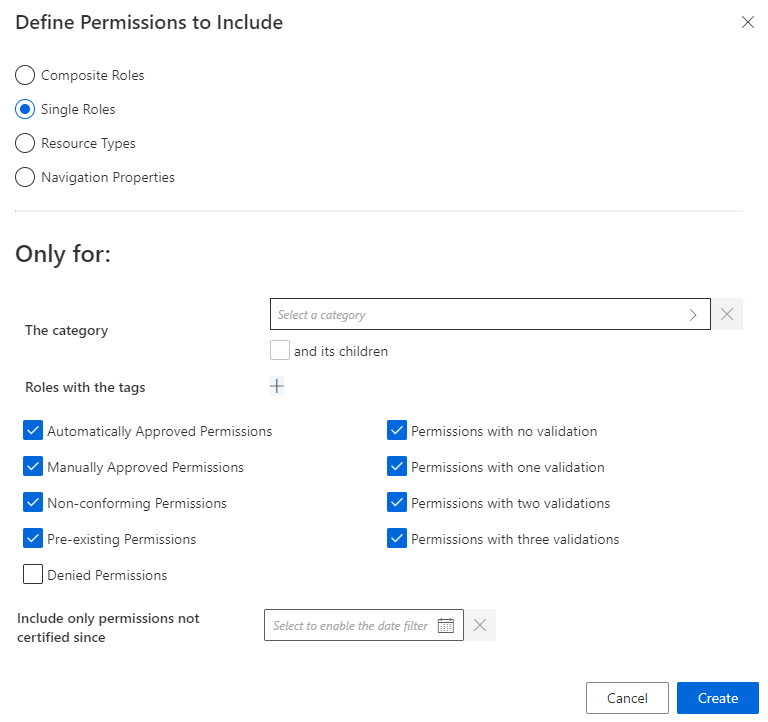 Define Permissions to Include
Composite Roles
Single Roles
Resource Types
Navigation Properties
Only for:
The category
Select a category
and its children
Roles with the tags
Automatically Approved Permissions
Permissions with no validation
Manually Approved Permissions
Permissions with one validation
Non-conforming Permissions
Permissions with two validations
Pre-existing Permissions
Permissions with three validations
Denied Permissions
Include only permissions not
certified since
Select to enable the date filter
Cancel
Create